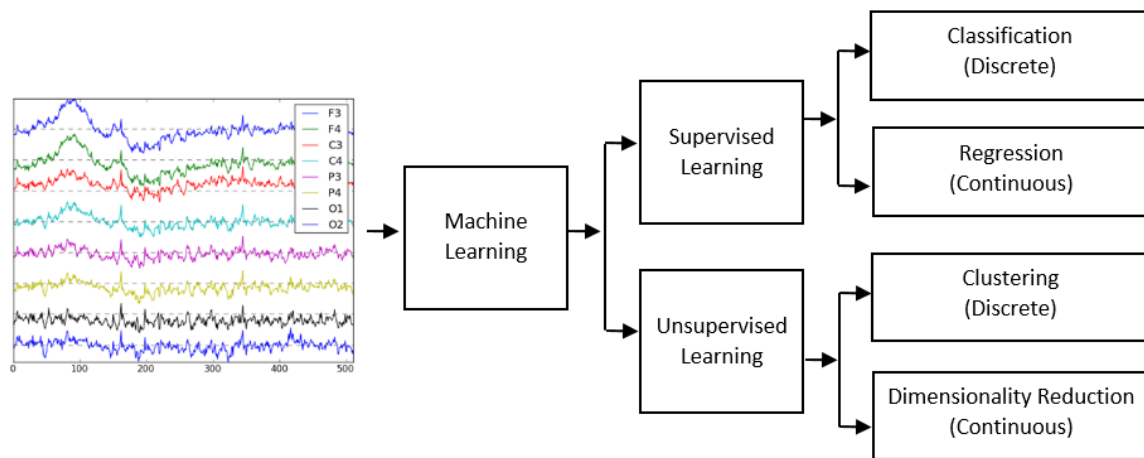 F3
F4
C3
C4
P3
P4
O1
O2
0
100
200
300
400
500
Machine
Learning
Supervised
Learning
Unsupervised
Learning
Classification
(Discrete)
Regression
(Continuous)
Clustering
(Discrete)
Dimensionality Reduction
(Continuous)